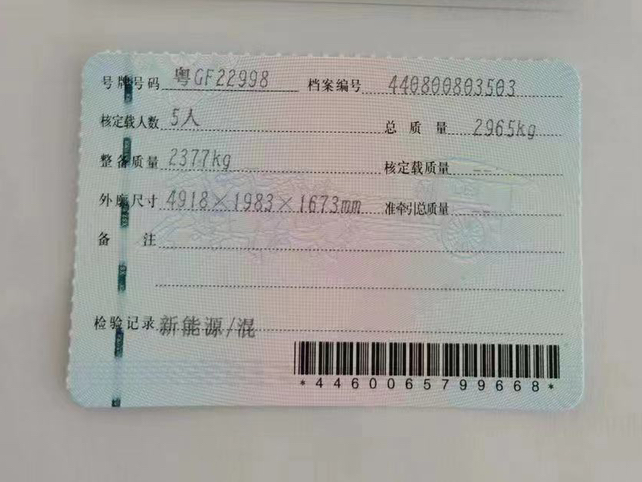 号牌号码 粤GF22998 档案编号 440800803503
核定载人数 5人 总质量 2965kg
整备质量 2377kg 核定载质量
外廓尺寸 4918×1983×1673mm 准牵引总质量
备注
检验记录 新能源/混
*4460065799668*